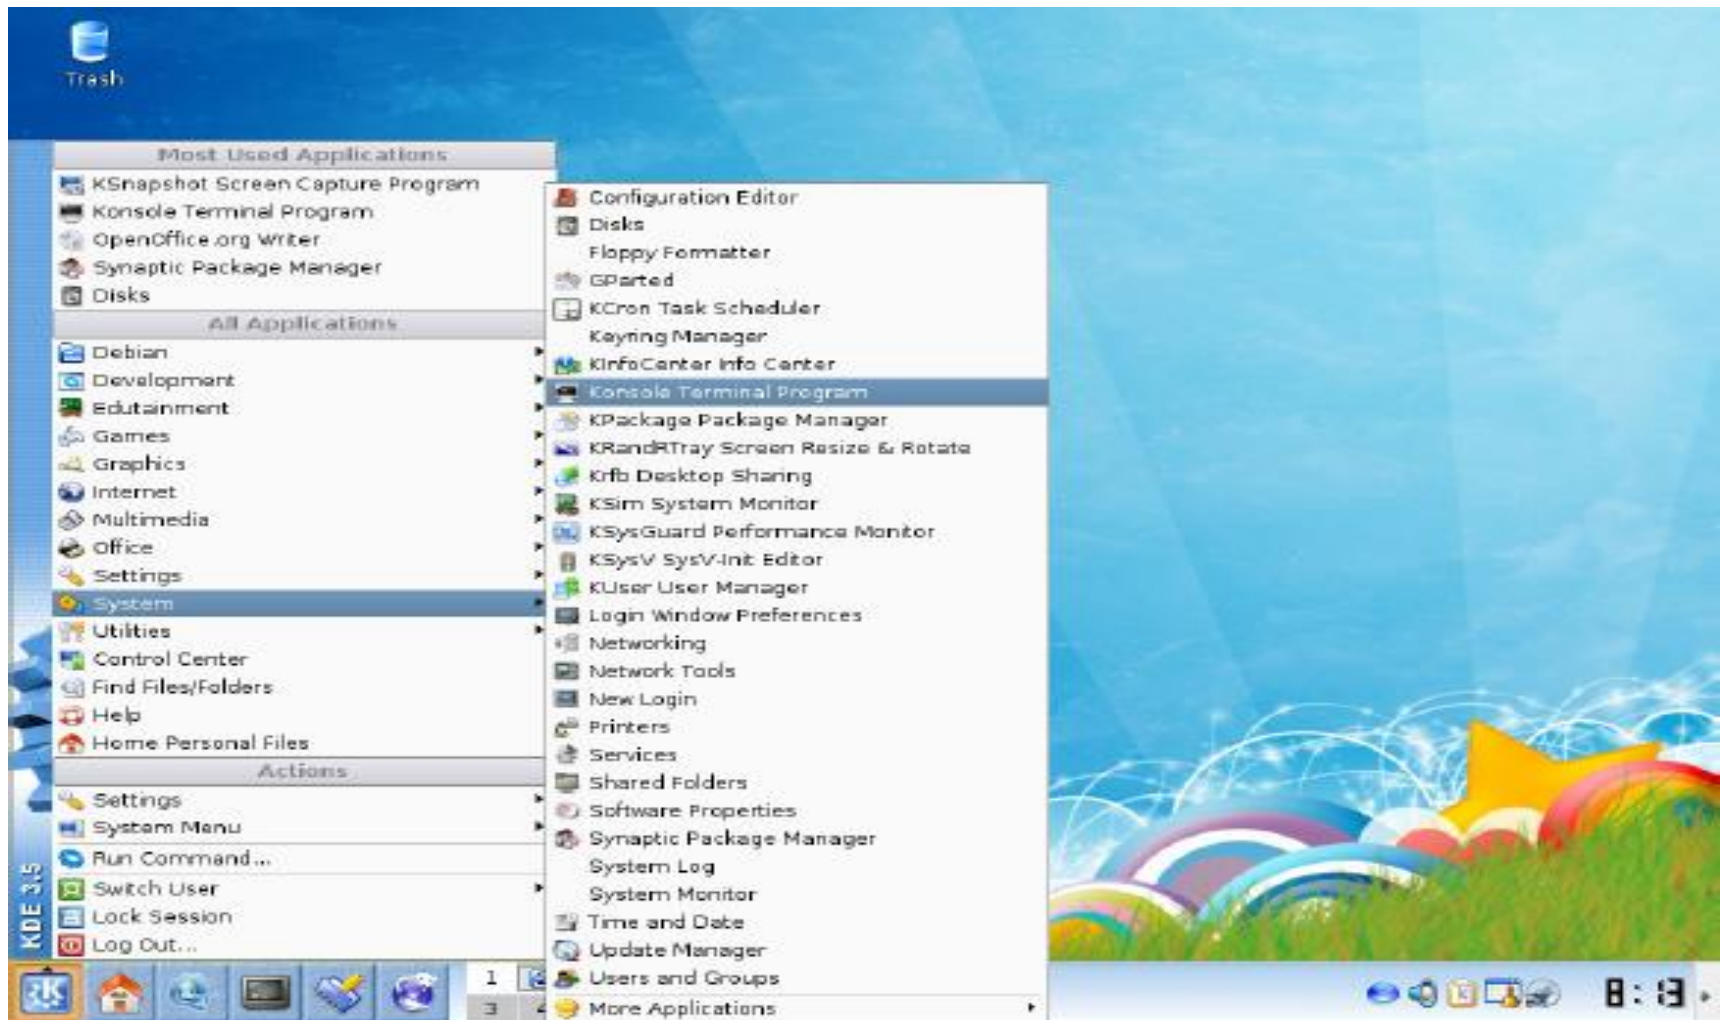 Trash
Most Used Applications
KSnapshot Screen Capture Program
Konsole Terminal Program
OpenOffice.org Writer
Synaptic Package Manager
Disks
All Applications
Debian
Development
Edutainment
Games
Graphics
Internet
Multimedia
Office
Settings
System
Utilities
Control Center
Find Files/Folders
Help
Home Personal Files
Actions
Settings
System Menu
Run Command...
Switch User
Lock Session
Log Out...
KDE 3.5
Configuration Editor
Disks
Floppy Formatter
GParted
KCron Task Scheduler
Keyring Manager
KInfoCenter Info Center
Konsole Terminal Program
KPackage Package Manager
KRandRTray Screen Resize & Rotate
Krfb Desktop Sharing
KSim System Monitor
KSysGuard Performance Monitor
KSysV SysV-Init Editor
KUser User Manager
Login Window Preferences
Networking
Network Tools
New Login
Printers
Services
Shared Folders
Software Properties
Synaptic Package Manager
System Log
System Monitor
Time and Date
Update Manager
Users and Groups
More Applications
1
3 4
8:13